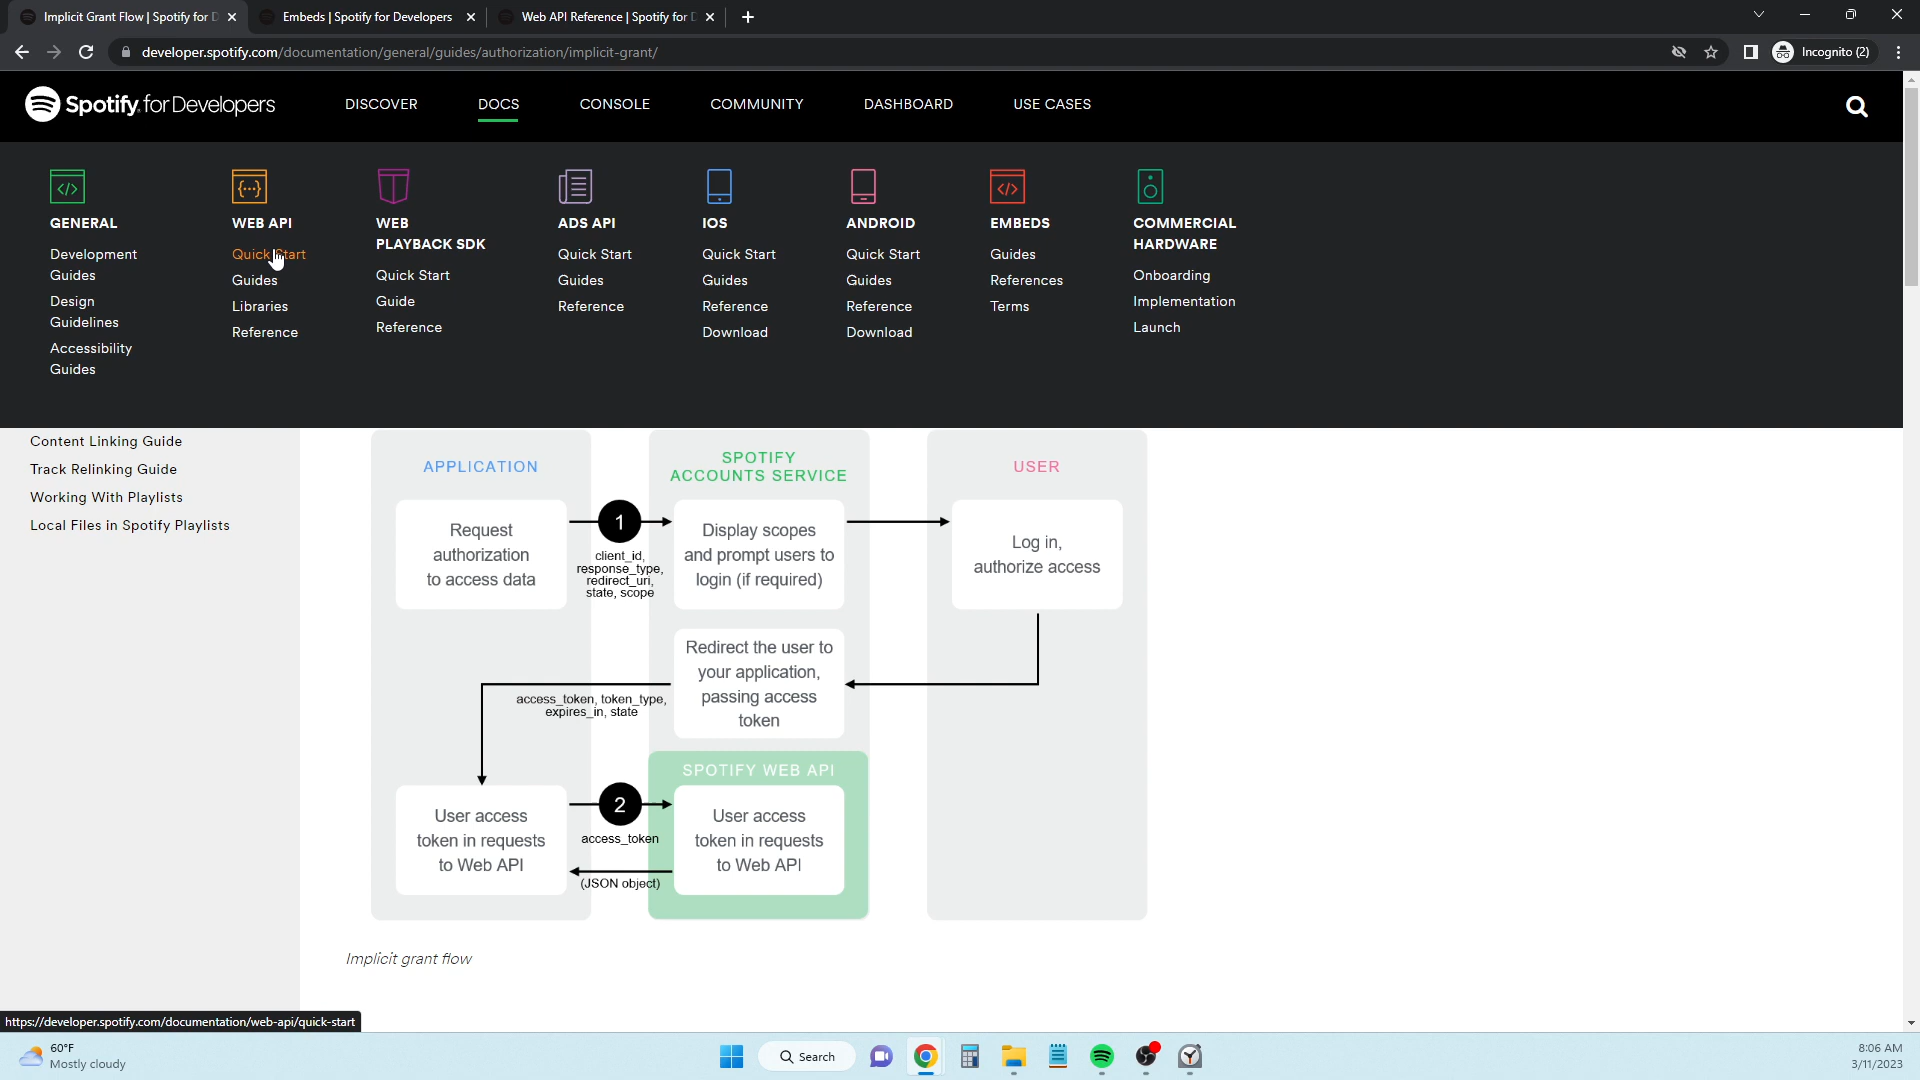 Implicit Grant Flow | Spotify for D
Embeds | Spotify for Developers
Web API Reference | Spotify for D
developer.spotify.com/documentation/general/guides/authorization/implicit-grant/
Incognito (2)
Spotify for Developers
DISCOVER
DOCS
CONSOLE
COMMUNITY
DASHBOARD
USE CASES
GENERAL
Development
Guides
Design
Guidelines
Accessibility
Guides
WEB API
Quick Start
Guides
Libraries
Reference
WEB
PLAYBACK SDK
Quick Start
Guide
Reference
ADS API
Quick Start
Guides
Reference
IOS
Quick Start
Guides
Reference
Download
ANDROID
Quick Start
Guides
Reference
Download
EMBEDS
Guides
References
Terms
COMMERCIAL
HARDWARE
Onboarding
Implementation
Launch
Content Linking Guide
Track Relinking Guide
Working With Playlists
Local Files in Spotify Playlists
APPLICATION
SPOTIFY
ACCOUNTS SERVICE
USER
Request
authorization
to access data
1
client_id,
response_type,
redirect_uri,
state, scope
Display scopes
and prompt users to
login (if required)
Log in,
authorize access
Redirect the user to
your application,
passing access
token
access_token, token_type,
expires_in, state
SPOTIFY WEB API
User access
token in requests
to Web API
2
access_token
(JSON object)
User access
token in requests
to Web API
Implicit grant flow
https://developer.spotify.com/documentation/web-api/quick-start
60°F
Mostly cloudy
Search
8:06 AM
3/11/2023